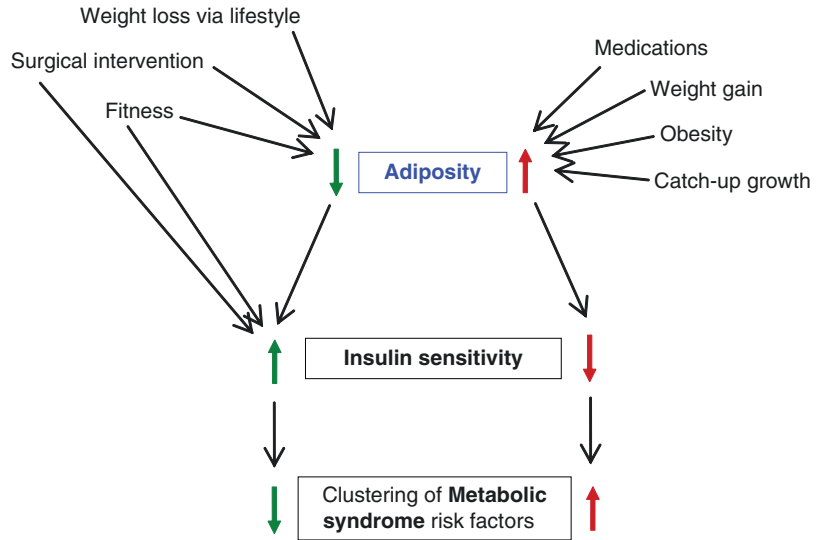 Weight loss via lifestyle
Surgical intervention
Fitness
Medications
Weight gain
Obesity
Catch-up growth
Adiposity
Insulin sensitivity
Clustering of Metabolic
syndrome risk factors